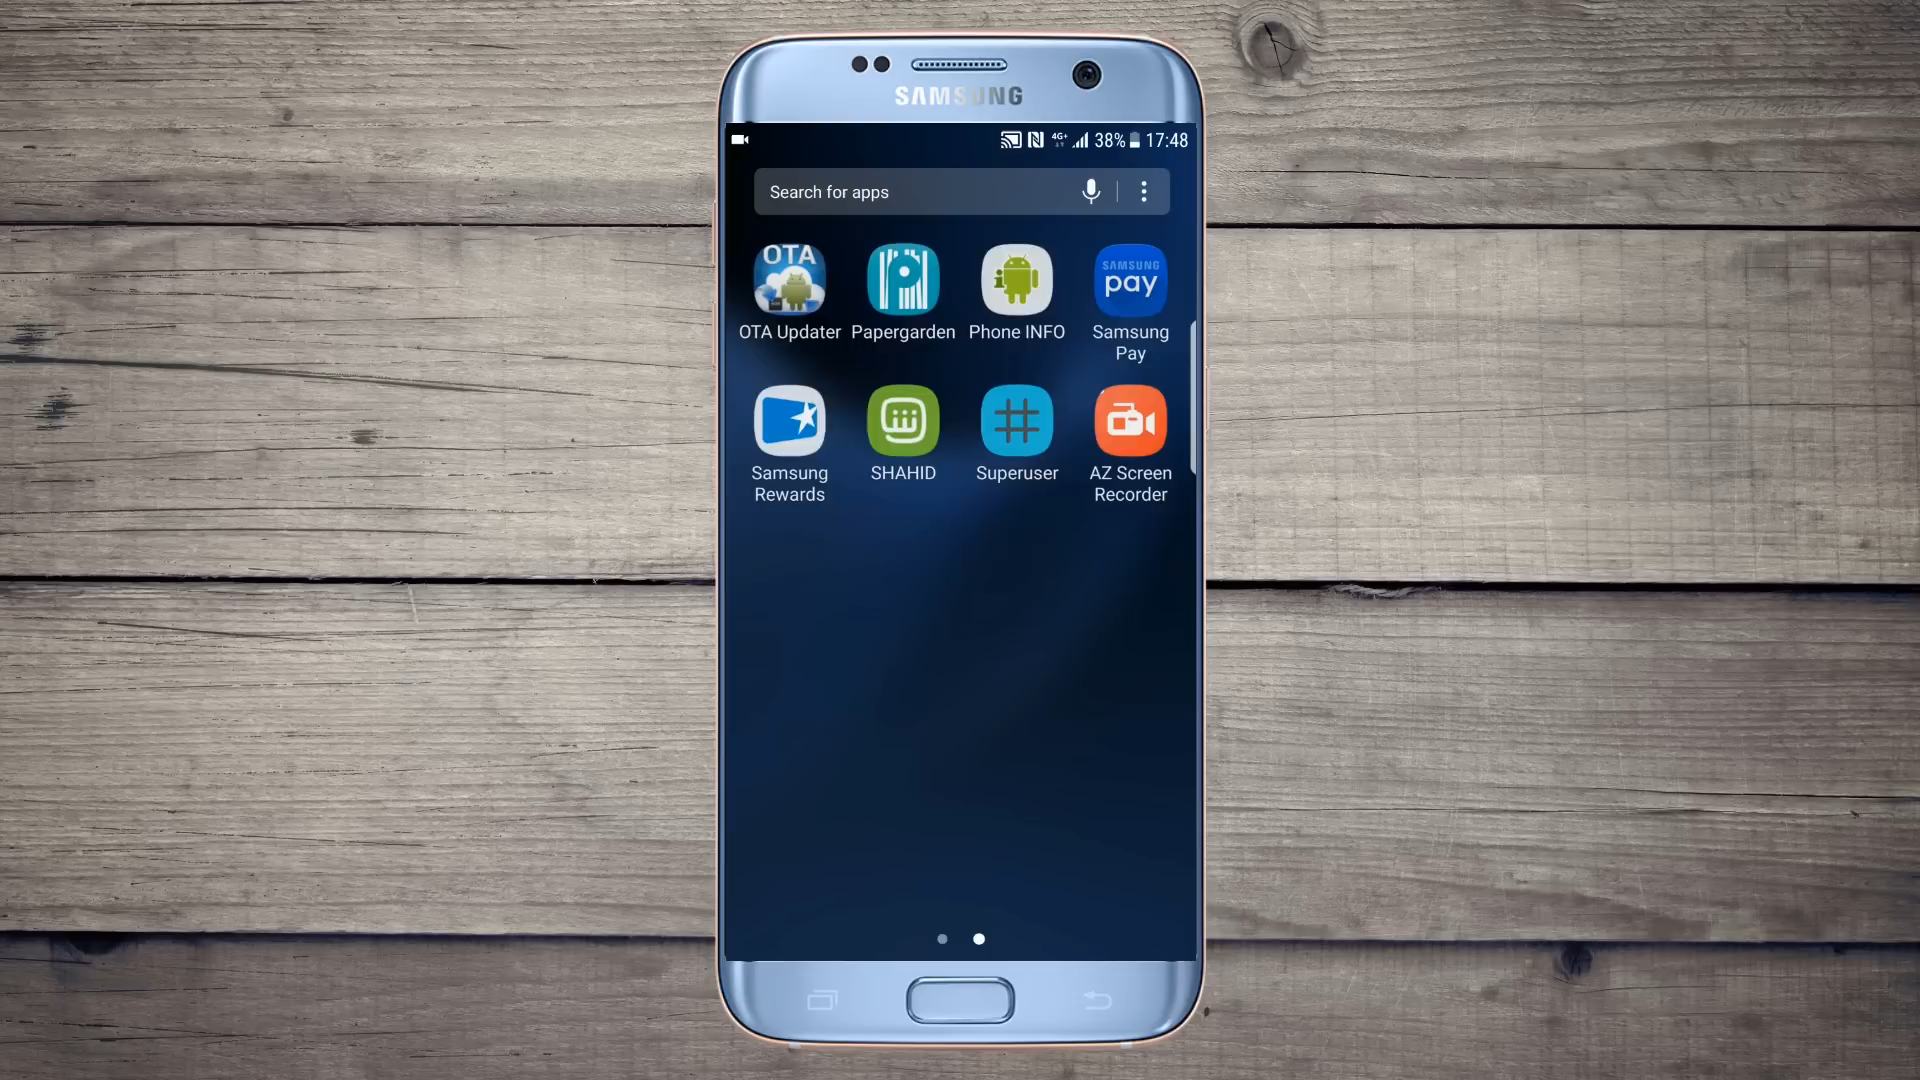 SAMSUNG
4G+ 38% 17:48
Search for apps
OTA
SAMSUNG
pay
OTA Updater Papergarden Phone INFO Samsung
Pay
Samsung
Rewards SHAHID Superuser AZ Screen
Recorder